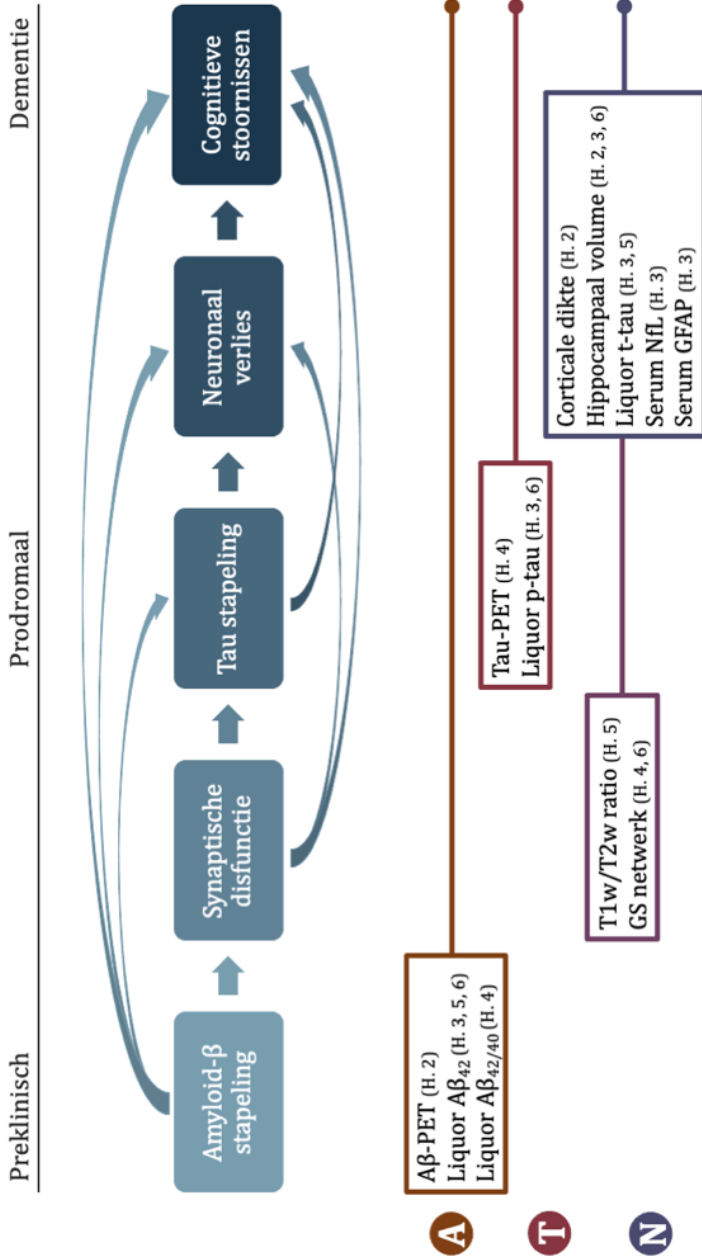 Preklinisch
Prodromaal
Dementie
Amyloid-β
stapeling
Synaptische
disfunctie
Tau stapeling
Neuronaal
verlies
Cognitieve
stoornissen
A
Aβ-PET (H. 2)
Liquor Aβ42 (H. 3, 5, 6)
Liquor Aβ42/40 (H. 4)
T
Tau-PET (H. 4)
Liquor p-tau (H. 3, 6)
N
T1w/T2w ratio (H. 5)
GS netwerk (H. 4, 6)
Corticale dikte (H. 2)
Hippocampaal volume (H. 2, 3, 6)
Liquor t-tau (H. 3, 5)
Serum NfL (H. 3)
Serum GFAP (H. 3)